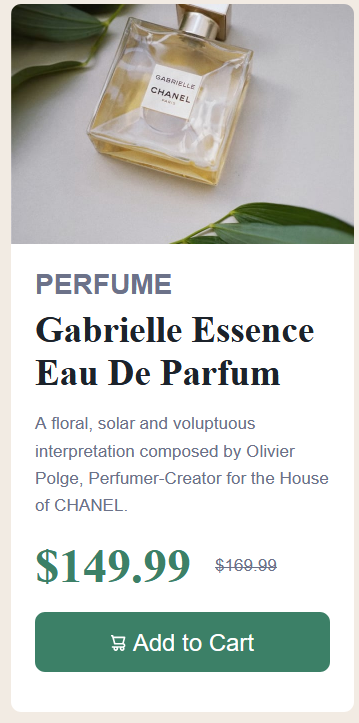 GABRIELLE
CHANEL
PARIS
PERFUME
Gabrielle Essence
Eau De Parfum
A floral, solar and voluptuous
interpretation composed by Olivier
Polge, Perfumer-Creator for the House
of CHANEL.
$149.99 $169.99
Add to Cart